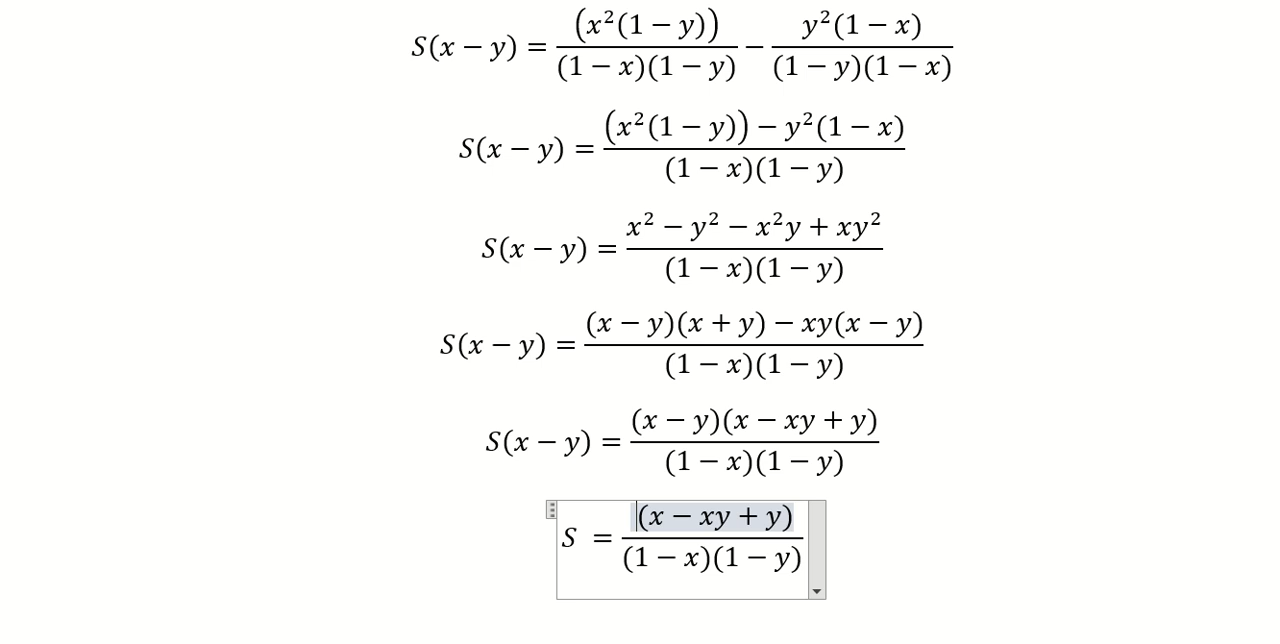 S(x − y) = (x²(1 − y))/((1 − x)(1 − y)) − y²(1 − x)/((1 − y)(1 − x))
S(x − y) = ((x²(1 − y)) − y²(1 − x))/((1 − x)(1 − y))
S(x − y) = (x² − y² − x²y + xy²)/((1 − x)(1 − y))
S(x − y) = ((x − y)(x + y) − xy(x − y))/((1 − x)(1 − y))
S(x − y) = ((x − y)(x − xy + y))/((1 − x)(1 − y))
S = (x − xy + y)/((1 − x)(1 − y))